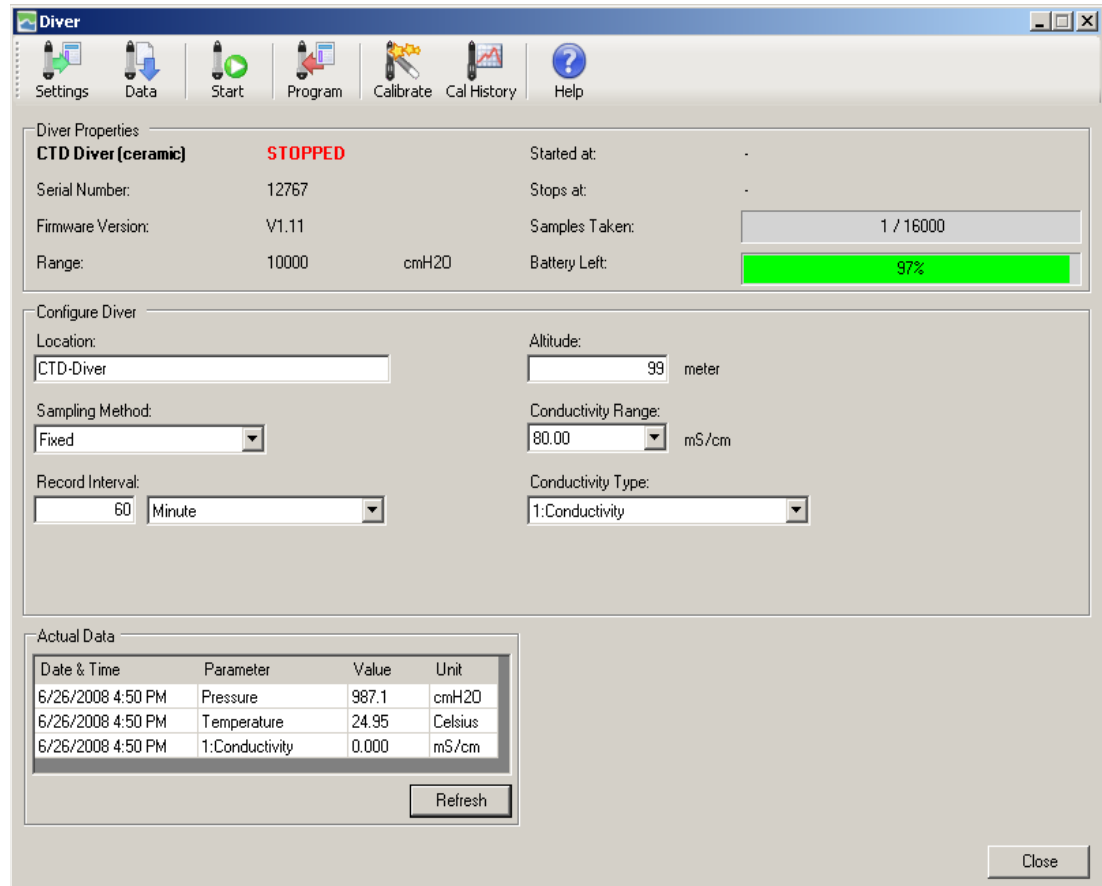 Diver
Settings Data Start Program Calibrate Cal History Help
Diver Properties
CTD Diver (ceramic) STOPPED Started at: -
Serial Number: 12767 Stops at: -
Firmware Version: V1.11 Samples Taken: 1 / 16000
Range: 10000 cmH2O Battery Left: 97%
Configure Diver
Location: Altitude:
CTD-Diver 99 meter
Sampling Method: Conductivity Range:
Fixed 80.00 mS/cm
Record Interval: Conductivity Type:
60 Minute 1:Conductivity
Actual Data
Date & Time Parameter Value Unit
6/26/2008 4:50 PM Pressure 987.1 cmH2O
6/26/2008 4:50 PM Temperature 24.95 Celsius
6/26/2008 4:50 PM 1:Conductivity 0.000 mS/cm
Refresh
Close